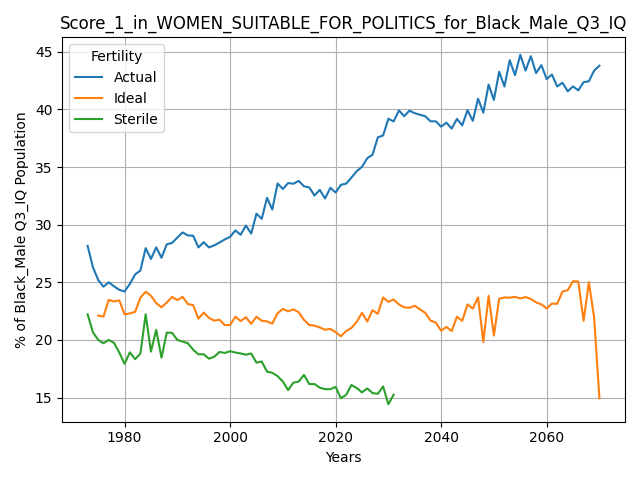 Score_1_in_WOMEN_SUITABLE_FOR_POLITICS_for_Black_Male_Q3_IQ
Fertility
Actual
Ideal
Sterile
% of Black_Male Q3_IQ Population
45
40
35
30
25
20
15
1980
2000
2020
2040
2060
Years